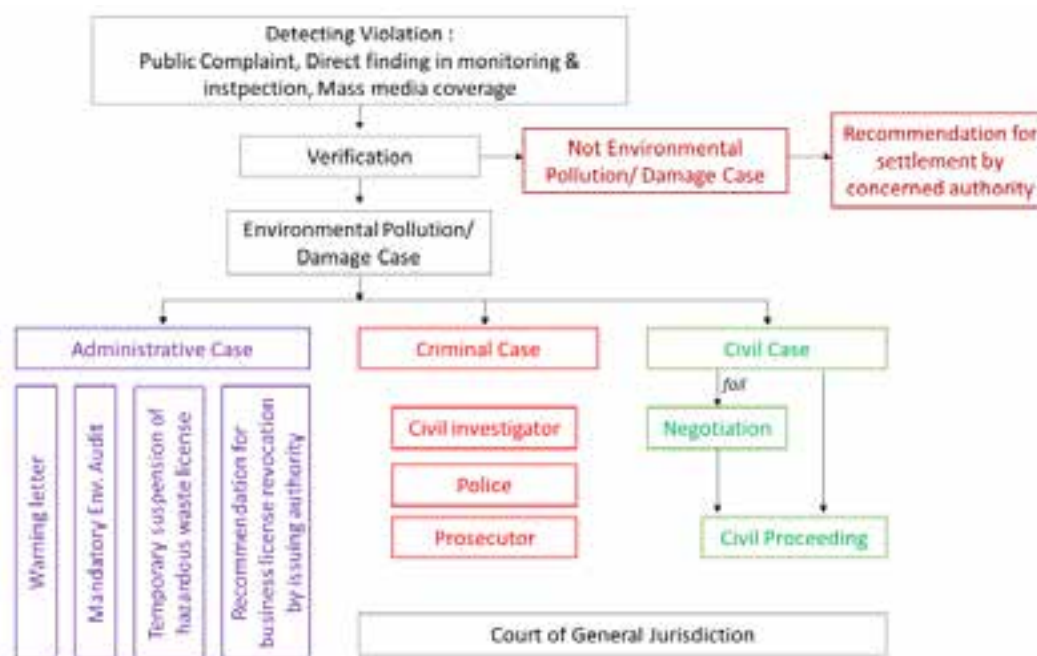 Detecting Violation :
Public Complaint, Direct finding in monitoring &
instpection, Mass media coverage
Verification
Not Environmental
Pollution/ Damage Case
Recommendation for
settlement by
concerned authority
Environmental Pollution/
Damage Case
Administrative Case
Criminal Case
Civil Case
Warning letter
Mandatory Env. Audit
Temporary suspension of
hazardous waste license
Recommendation for
business license revocation
by issuing authority
Civil investigator
Police
Prosecutor
fail
Negotiation
Civil Proceeding
Court of General Jurisdiction